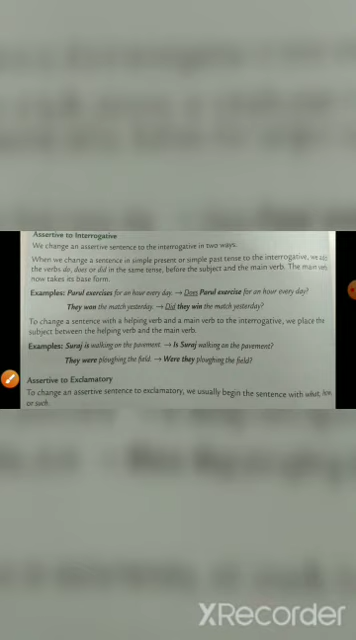 Assertive to Interrogative
We change an assertive sentence to the interrogative in two ways.
When we change a sentence in simple present or simple past tense to the interrogative, we use
the verbs do, does or did in the same tense, before the subject and the main verb. The main verb
now takes its base form.
Examples: Parul exercises for an hour every day. → Does Parul exercise for an hour every day?
They won the match yesterday. → Did they win the match yesterday?
To change a sentence with a helping verb and a main verb to the interrogative, we place the
subject between the helping verb and the main verb.
Examples: Suraj is walking on the pavement. → Is Suraj walking on the pavement?
They were ploughing the field. → Were they ploughing the field?
Assertive to Exclamatory
To change an assertive sentence to exclamatory, we usually begin the sentence with what, how
or such.
XRecorder